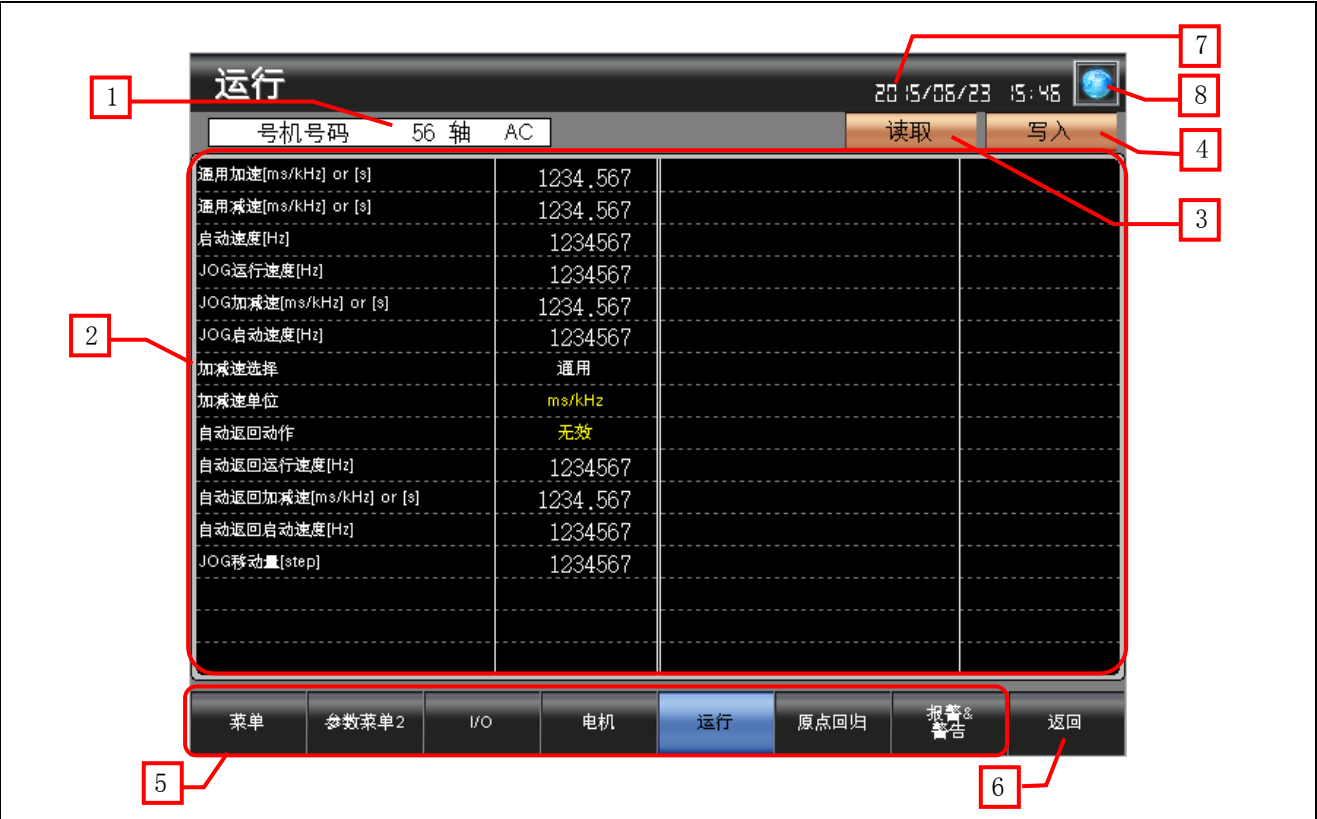 7
运行
2015/06/23 15:46
1
8
号机号码 56 轴 AC
读取
写入
4
通用加速[ms/kHz] or [s] 1234.567
通用减速[ms/kHz] or [s] 1234.567
3
启动速度[Hz] 1234567
JOG运行速度[Hz] 1234567
JOG加减速[ms/kHz] or [s] 1234.567
2
JOG启动速度[Hz] 1234567
加减速选择 通用
加减速单位 ms/kHz
自动返回动作 无效
自动返回运行速度[Hz] 1234567
自动返回加减速[ms/kHz] or [s] 1234.567
自动返回启动速度[Hz] 1234567
JOG移动量[step] 1234567
菜单
参数菜单2
I/O
电机
运行
原点回归
报警&
警告
返回
5
6